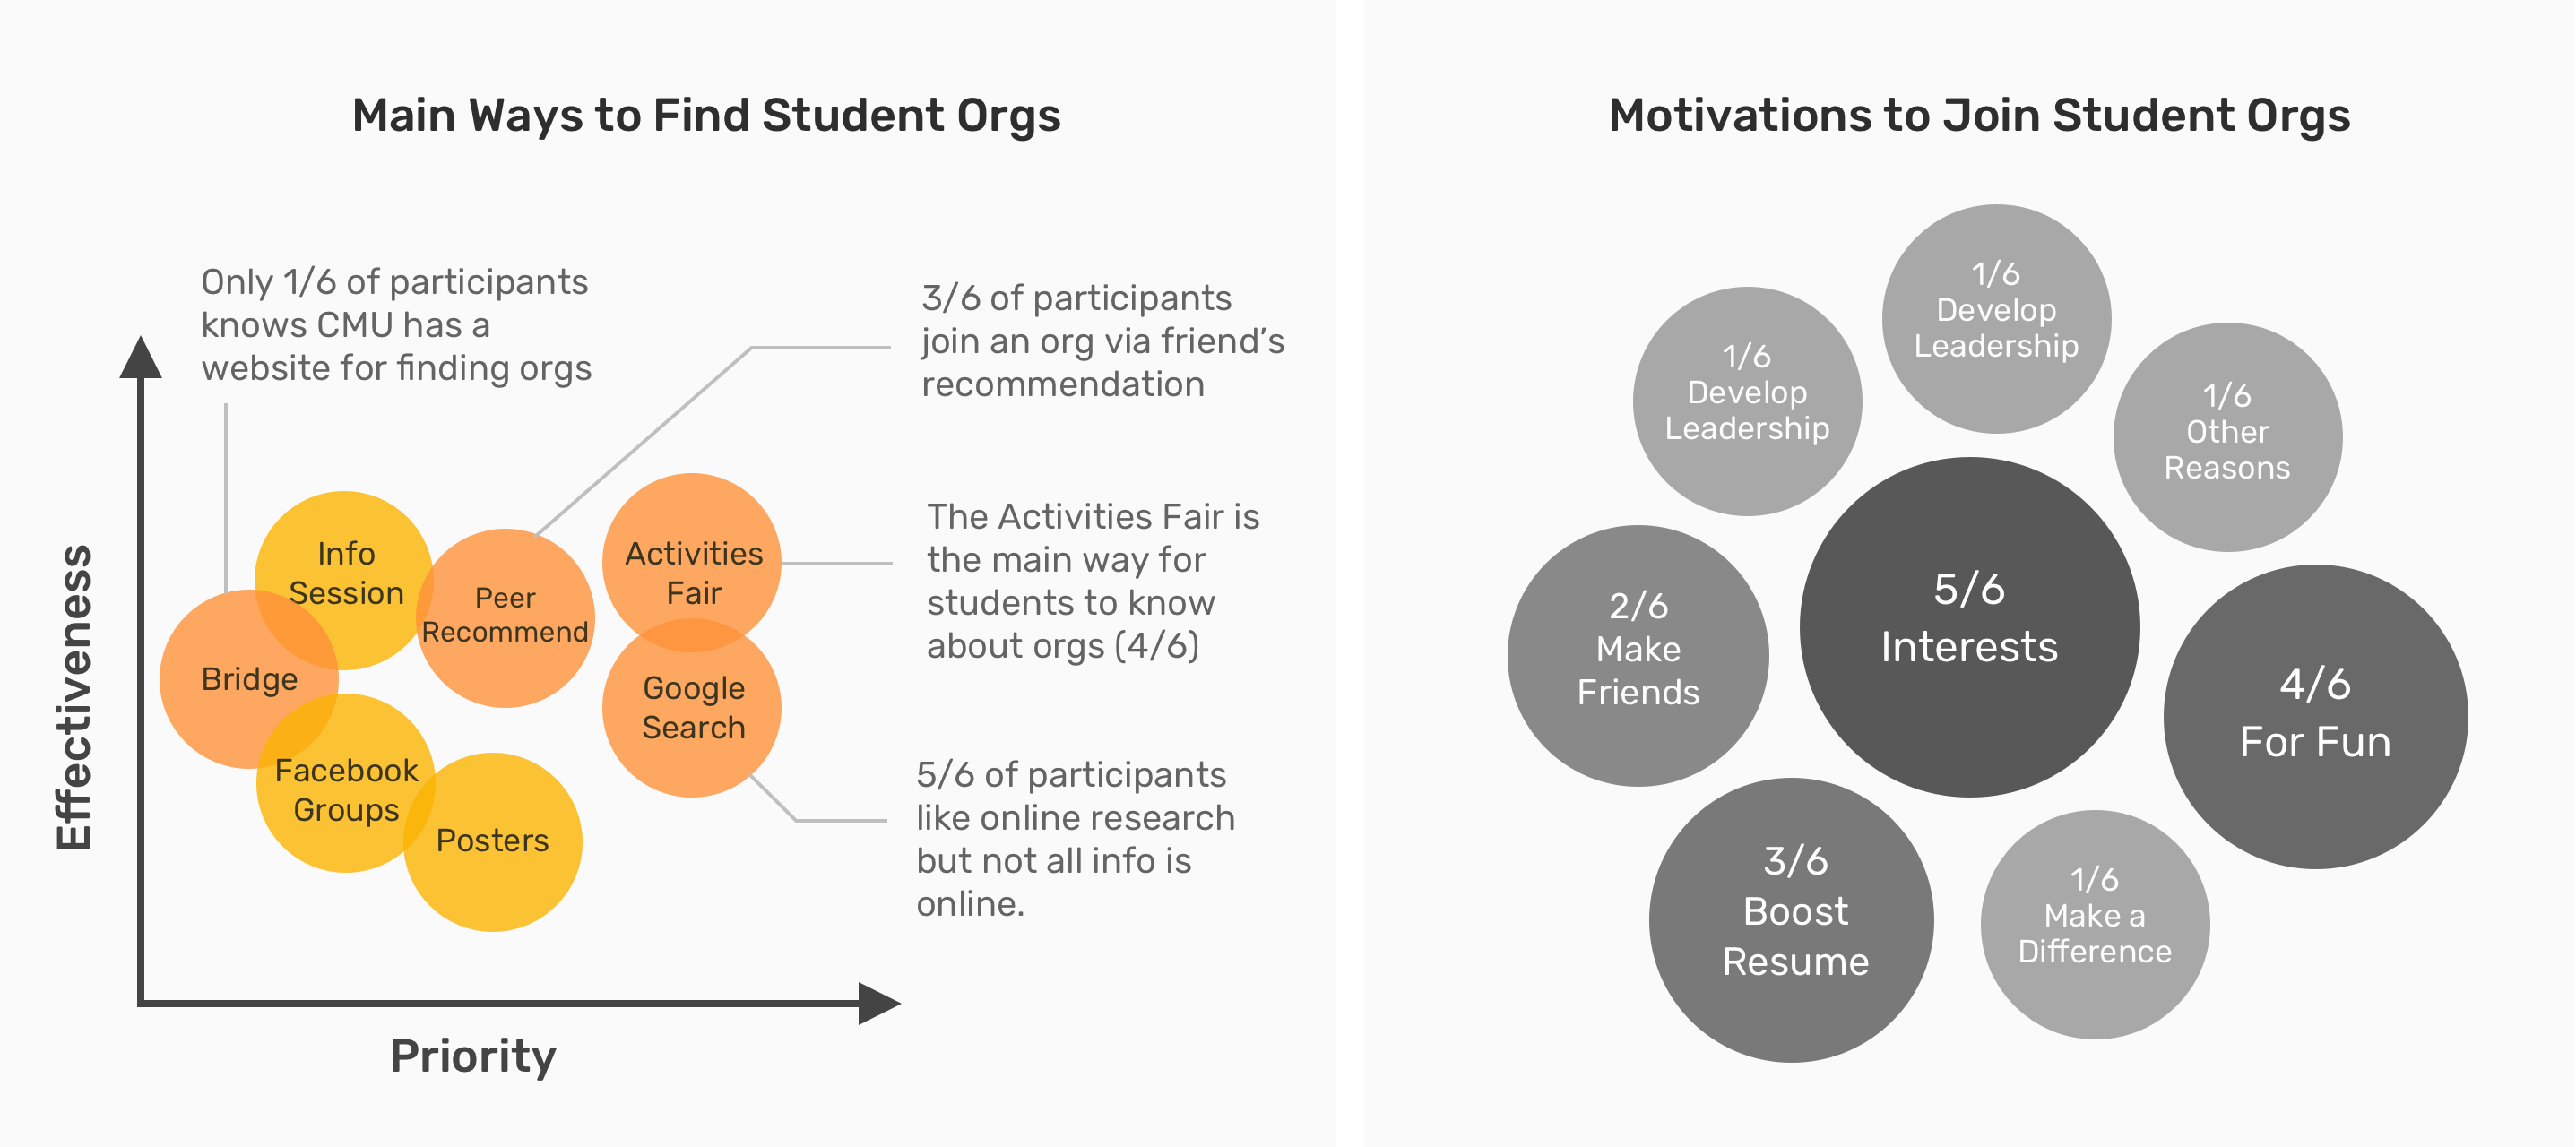 Main Ways to Find Student Orgs
Only 1/6 of participants
knows CMU has a
website for finding orgs
3/6 of participants
join an org via friend’s
recommendation
The Activities Fair is
the main way for
students to know
about orgs (4/6)
5/6 of participants
like online research
but not all info is
online.
Info
Session
Peer
Recommend
Activities
Fair
Bridge
Google
Search
Facebook
Groups
Posters
Effectiveness
Priority
Motivations to Join Student Orgs
1/6
Develop
Leadership
1/6
Develop
Leadership
1/6
Other
Reasons
2/6
Make
Friends
5/6
Interests
4/6
For Fun
3/6
Boost
Resume
1/6
Make a
Difference